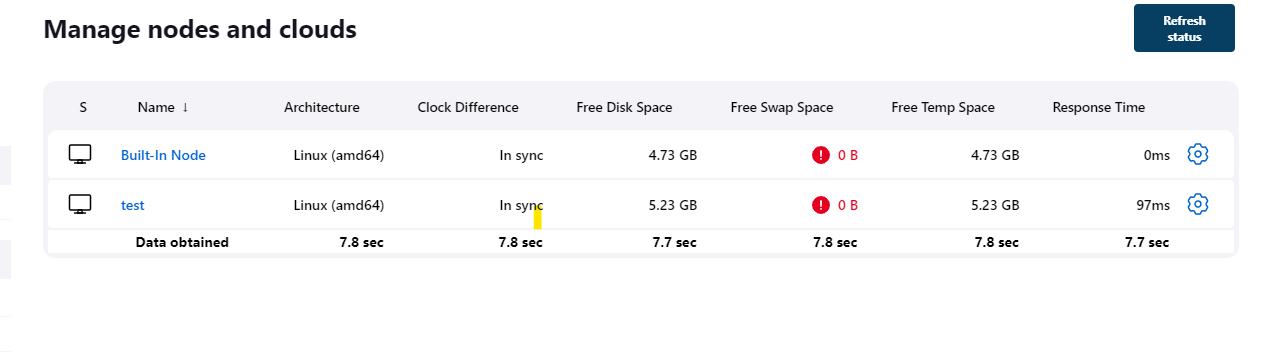 Manage nodes and clouds
Refresh
status
S Name ↓ Architecture Clock Difference Free Disk Space Free Swap Space Free Temp Space Response Time
Built-In Node Linux (amd64) In sync 4.73 GB 0 B 4.73 GB 0ms
test Linux (amd64) In sync 5.23 GB 0 B 5.23 GB 97ms
Data obtained 7.8 sec 7.8 sec 7.7 sec 7.8 sec 7.8 sec 7.7 sec